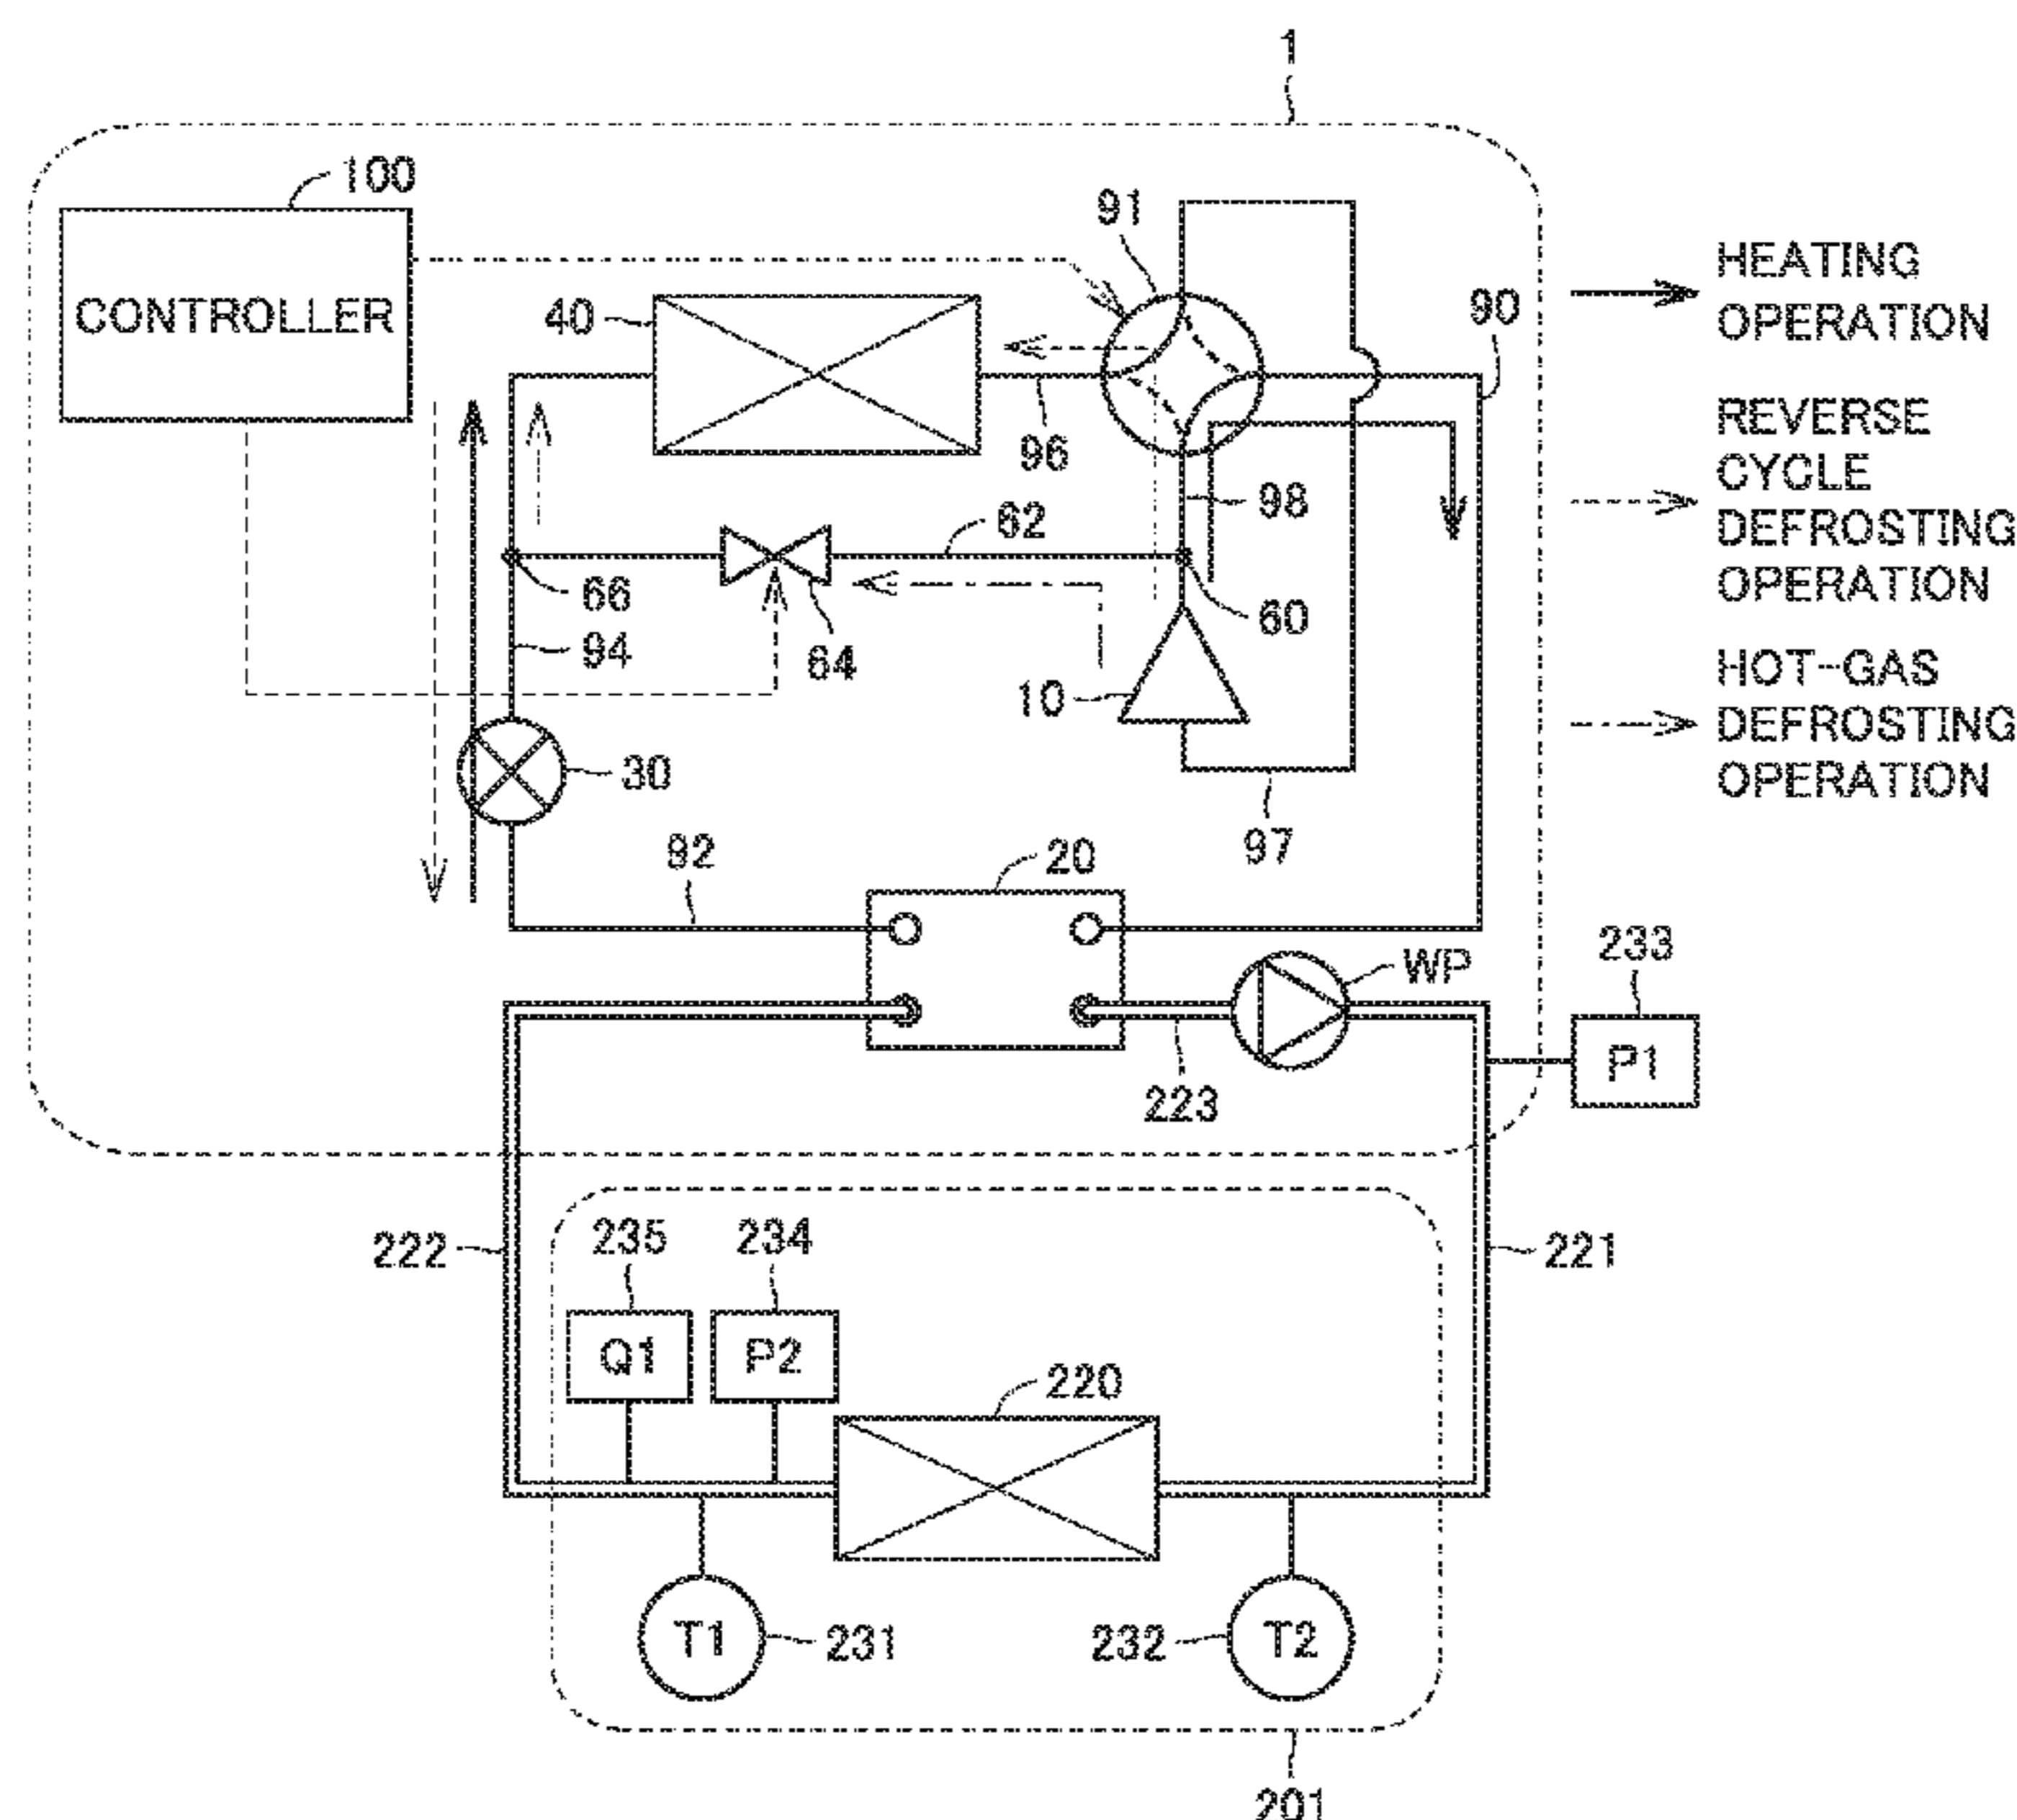 1
100
CONTROLLER
91
40
90
96
98
62
66
60
94
64
10
30
97
92
20
WP
233
P1
223
222
221
235
234
Q1
P2
220
T1
231
232
T2
201
HEATING
OPERATION
REVERSE
CYCLE
DEFROSTING
OPERATION
HOT-GAS
DEFROSTING
OPERATION